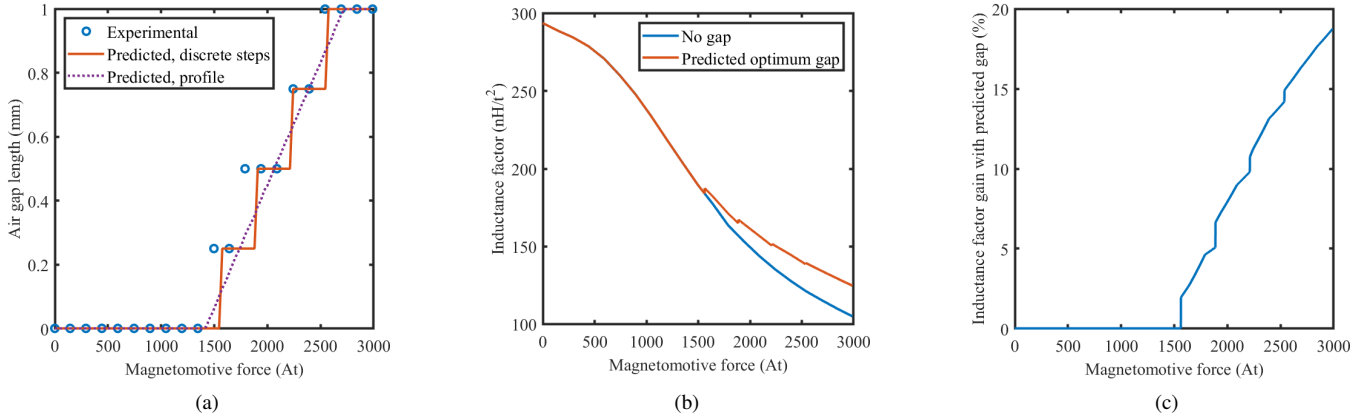 1
0.8
0.6
0.4
0.2
0
Air gap length (mm)
Experimental
Predicted, discrete steps
Predicted, profile
0 500 1000 1500 2000 2500 3000
Magnetomotive force (At)
(a)
300
250
200
150
100
Inductance factor (nH/t²)
No gap
Predicted optimum gap
0 500 1000 1500 2000 2500 3000
Magnetomotive force (At)
(b)
20
15
10
5
0
Inductance factor gain with predicted gap (%)
0 500 1000 1500 2000 2500 3000
Magnetomotive force (At)
(c)